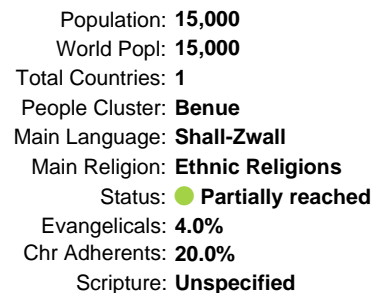 Population: 15,000
World Popl: 15,000
Total Countries: 1
People Cluster: Benue
Main Language: Shall-Zwall
Main Religion: Ethnic Religions
Status: Partially reached
Evangelicals: 4.0%
Chr Adherents: 20.0%
Scripture: Unspecified